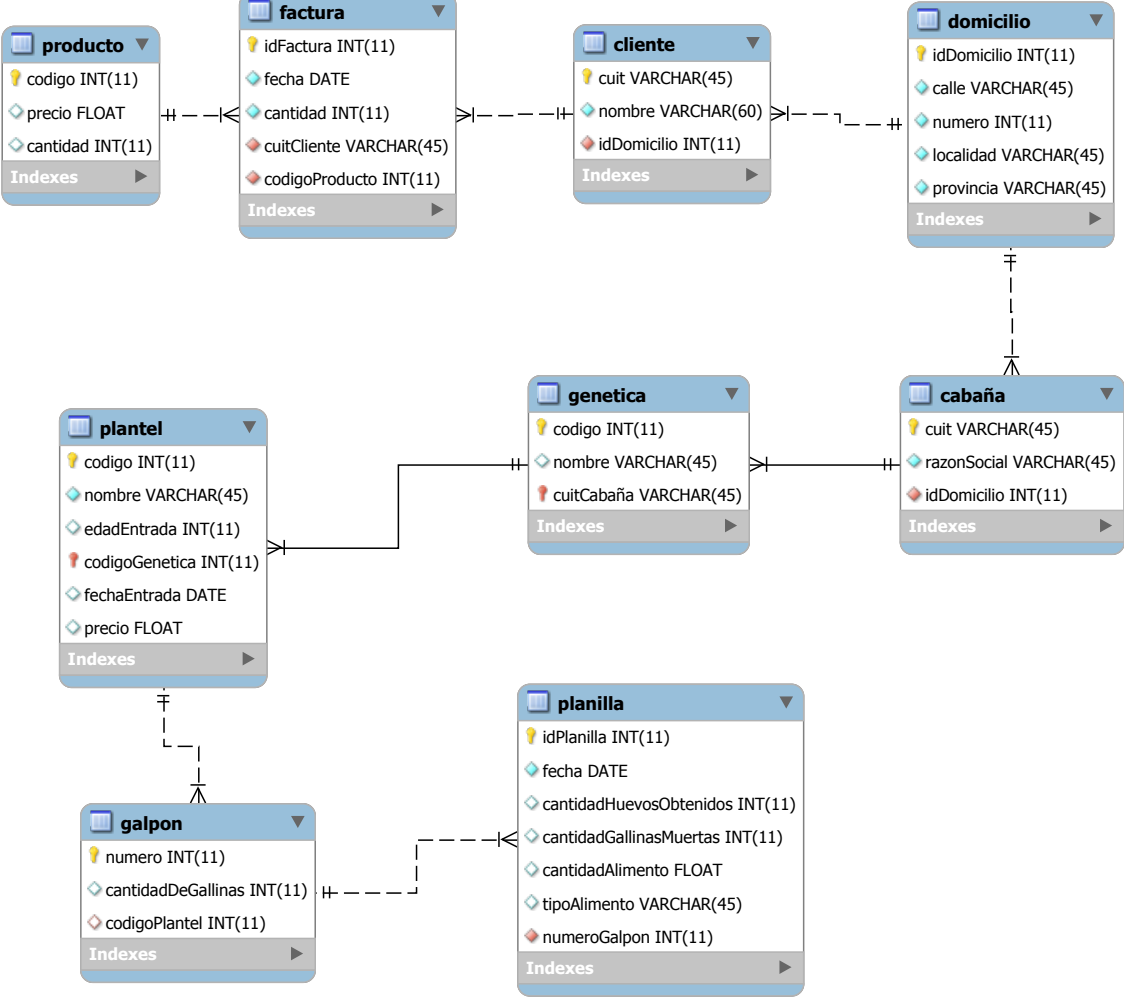 producto
codigo INT(11)
precio FLOAT
cantidad INT(11)
Indexes
factura
idFactura INT(11)
fecha DATE
cantidad INT(11)
cuitCliente VARCHAR(45)
codigoProducto INT(11)
Indexes
cliente
cuit VARCHAR(45)
nombre VARCHAR(60)
idDomicilio INT(11)
Indexes
domicilio
idDomicilio INT(11)
calle VARCHAR(45)
numero INT(11)
localidad VARCHAR(45)
provincia VARCHAR(45)
Indexes
plantel
codigo INT(11)
nombre VARCHAR(45)
edadEntrada INT(11)
codigoGenetica INT(11)
fechaEntrada DATE
precio FLOAT
Indexes
genetica
codigo INT(11)
nombre VARCHAR(45)
cuitCabaña VARCHAR(45)
Indexes
cabaña
cuit VARCHAR(45)
razonSocial VARCHAR(45)
idDomicilio INT(11)
Indexes
galpon
numero INT(11)
cantidadDeGallinas INT(11)
codigoPlantel INT(11)
Indexes
planilla
idPlanilla INT(11)
fecha DATE
cantidadHuevosObtenidos INT(11)
cantidadGallinasMuertas INT(11)
cantidadAlimento FLOAT
tipoAlimento VARCHAR(45)
numeroGalpon INT(11)
Indexes